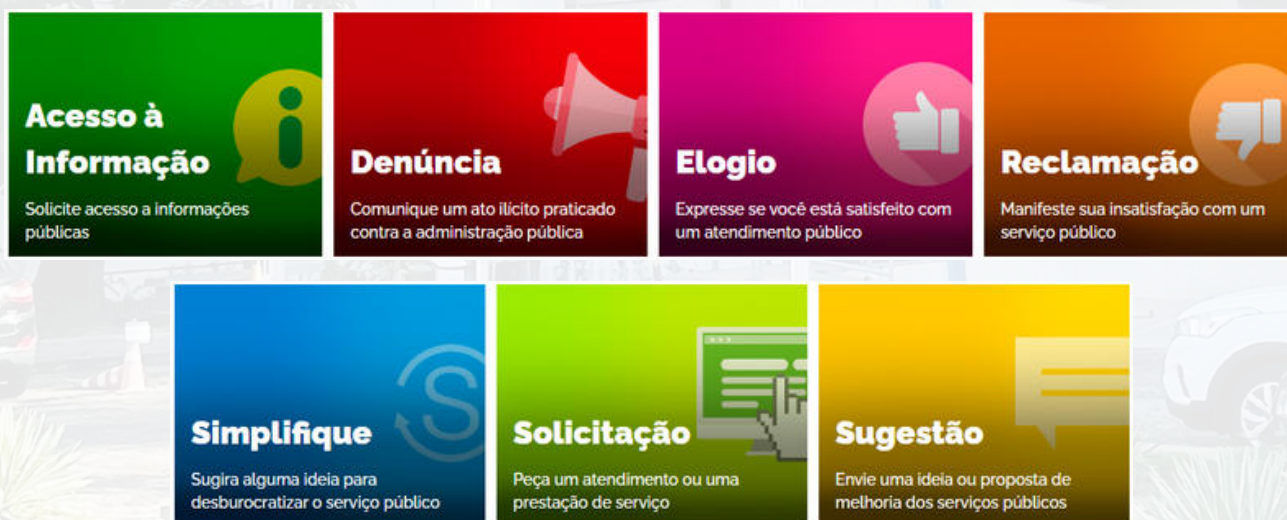 Acesso à
Informação
Solicite acesso a informações
públicas
Denúncia
Comunique um ato ilícito praticado
contra a administração pública
Elogio
Expresse se você está satisfeito com
um atendimento público
Reclamação
Manifeste sua insatisfação com um
serviço público
Simplifique
Sugira alguma ideia para
desburocratizar o serviço público
Solicitação
Peça um atendimento ou uma
prestação de serviço
Sugestão
Envie uma ideia ou proposta de
melhoria dos serviços públicos